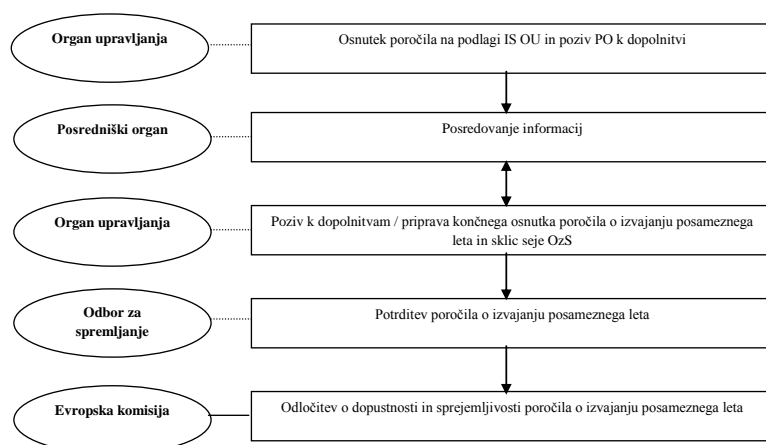 Organ upravljanja
Osnutek poročila na podlagi IS OU in poziv PO k dopolnitvi
Posredniški organ
Posredovanje informacij
Organ upravljanja
Poziv k dopolnitvam / priprava končnega osnutka poročila o izvajanju posameznega
leta in sklic seje OzS
Odbor za
spremljanje
Potrditev poročila o izvajanju posameznega leta
Evropska komisija
Odločitev o dopustnosti in sprejemljivosti poročila o izvajanju posameznega leta